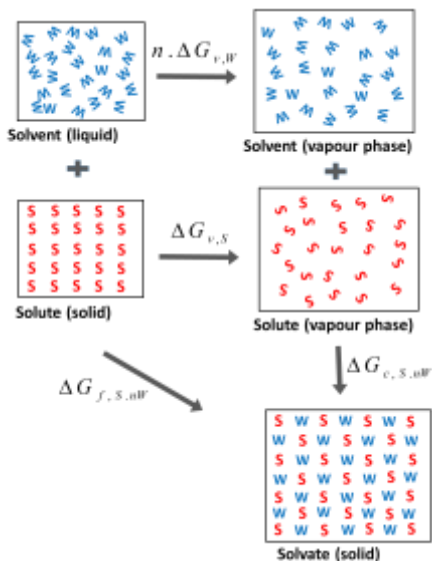 n . ΔG v,W
Solvent (liquid)
Solvent (vapour phase)
+
+
S S S S S
S S S S S
S S S S S
S S S S S
S S S S S
ΔG v,S
Solute (solid)
Solute (vapour phase)
ΔG f,S.nW
ΔG c,S.nW
S W S W S W S
W S W S W S W
S W S W S W S
W S W S W S W
S W S W S W S
W S W S W S W
S W S W S W S
Solvate (solid)